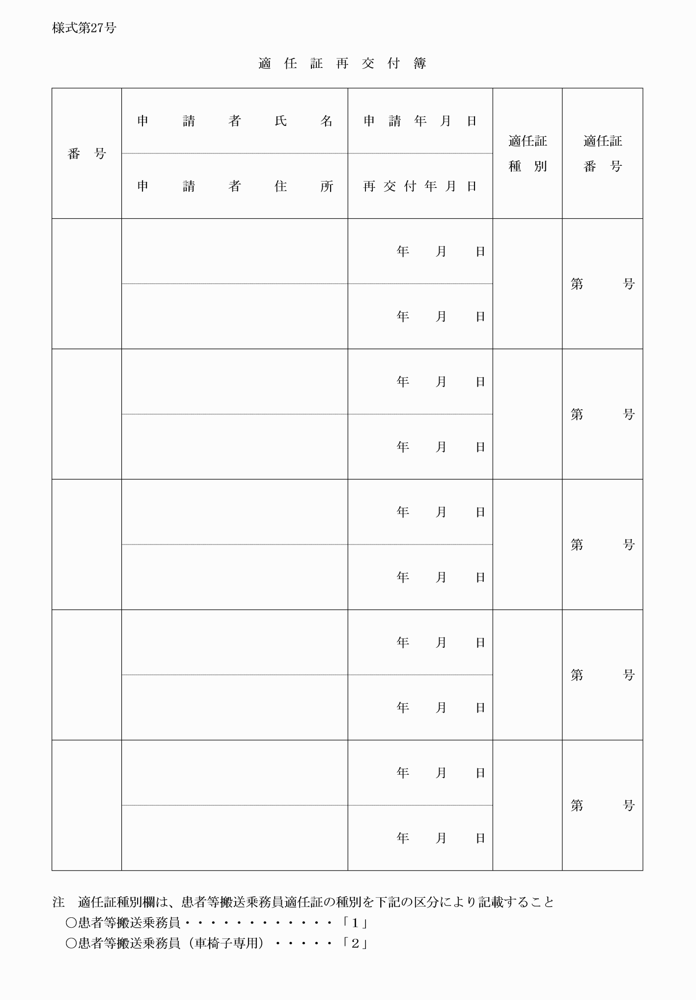 様式第27号
適 任 証 再 交 付 簿
番 号
申 請 者 氏 名
申 請 年 月 日
適任証
種 別
適任証
番 号
申 請 者 住 所
再 交 付 年 月 日
年 月 日
第 号
年 月 日
年 月 日
第 号
年 月 日
年 月 日
第 号
年 月 日
年 月 日
第 号
年 月 日
年 月 日
第 号
年 月 日
注 適任証種別欄は、患者等搬送乗務員適任証の種別を下記の区分により記載すること
○患者等搬送乗務員・・・・・・・・・・・・「１」
○患者等搬送乗務員（車椅子専用）・・・・・「２」